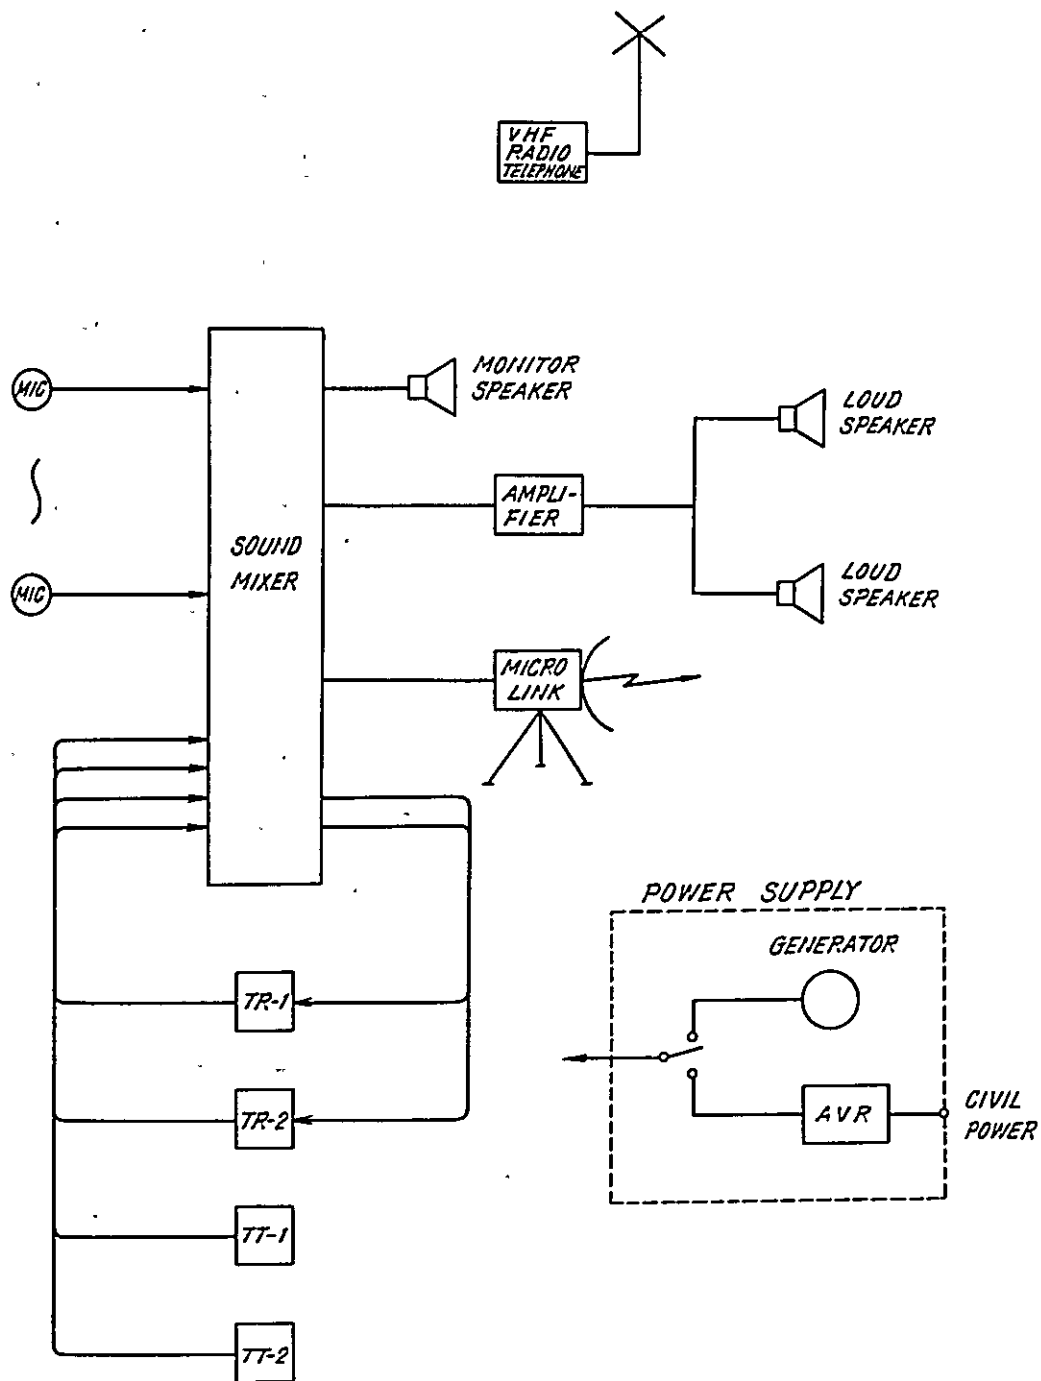 VHF
RADIO
TELEPHONE
MIC
MONITOR
SPEAKER
LOUD
SPEAKER
AMPLI-
FIER
SOUND
MIXER
MIC
LOUD
SPEAKER
MICRO
LINK
POWER SUPPLY
GENERATOR
TR-1
AVR
CIVIL
POWER
TR-2
TT-1
TT-2